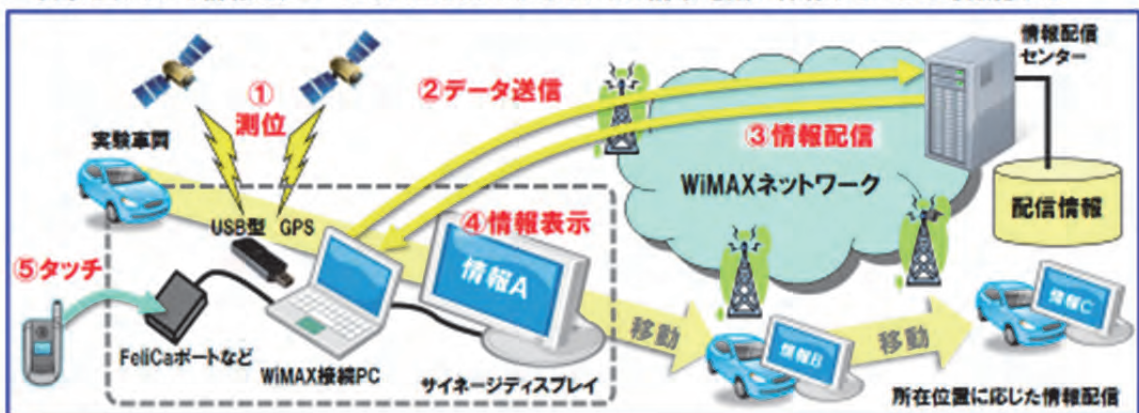 情報配信
センター
②データ送信
①
測位
③情報配信
実験車両
WiMAXネットワーク
配信情報
USB型 GPS
④情報表示
⑤タッチ
情報A
情報C
移動
移動
情報B
FeliCaポートなど
WiMAX接続PC
サイネージディスプレイ
所在位置に応じた情報配信